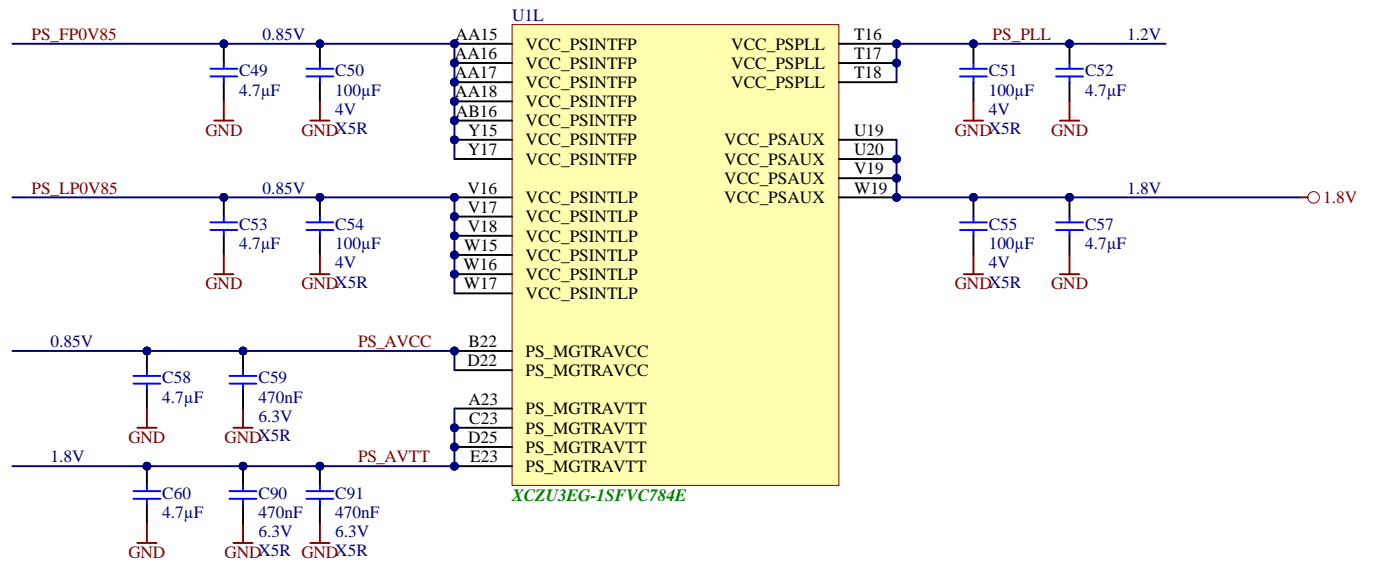 U1L
PS_FP0V85 0.85V
C49
4.7µF
GND
C50
100µF
4V
X5R
GND
AA15 VCC_PSINTFP
AA16 VCC_PSINTFP
AA17 VCC_PSINTFP
AA18 VCC_PSINTFP
AB16 VCC_PSINTFP
Y15 VCC_PSINTFP
Y17 VCC_PSINTFP
VCC_PSPLL T16
VCC_PSPLL T17
VCC_PSPLL T18
PS_PLL 1.2V
C51
100µF
4V
X5R
GND
C52
4.7µF
GND
PS_LP0V85 0.85V
C53
4.7µF
GND
C54
100µF
4V
X5R
GND
V16 VCC_PSINTLP
V17 VCC_PSINTLP
V18 VCC_PSINTLP
W15 VCC_PSINTLP
W16 VCC_PSINTLP
W17 VCC_PSINTLP
VCC_PSAUX U19
VCC_PSAUX U20
VCC_PSAUX V19
VCC_PSAUX W19
1.8V
1.8V
C55
100µF
4V
X5R
GND
C57
4.7µF
GND
0.85V PS_AVCC
C58
4.7µF
GND
C59
470nF
6.3V
X5R
GND
B22 PS_MGTRAVCC
D22 PS_MGTRAVCC
A23 PS_MGTRAVTT
C23 PS_MGTRAVTT
D25 PS_MGTRAVTT
E23 PS_MGTRAVTT
1.8V PS_AVTT
C60
4.7µF
GND
C90
470nF
6.3V
X5R
GND
C91
470nF
6.3V
X5R
GND
XCZU3EG-1SFVC784E